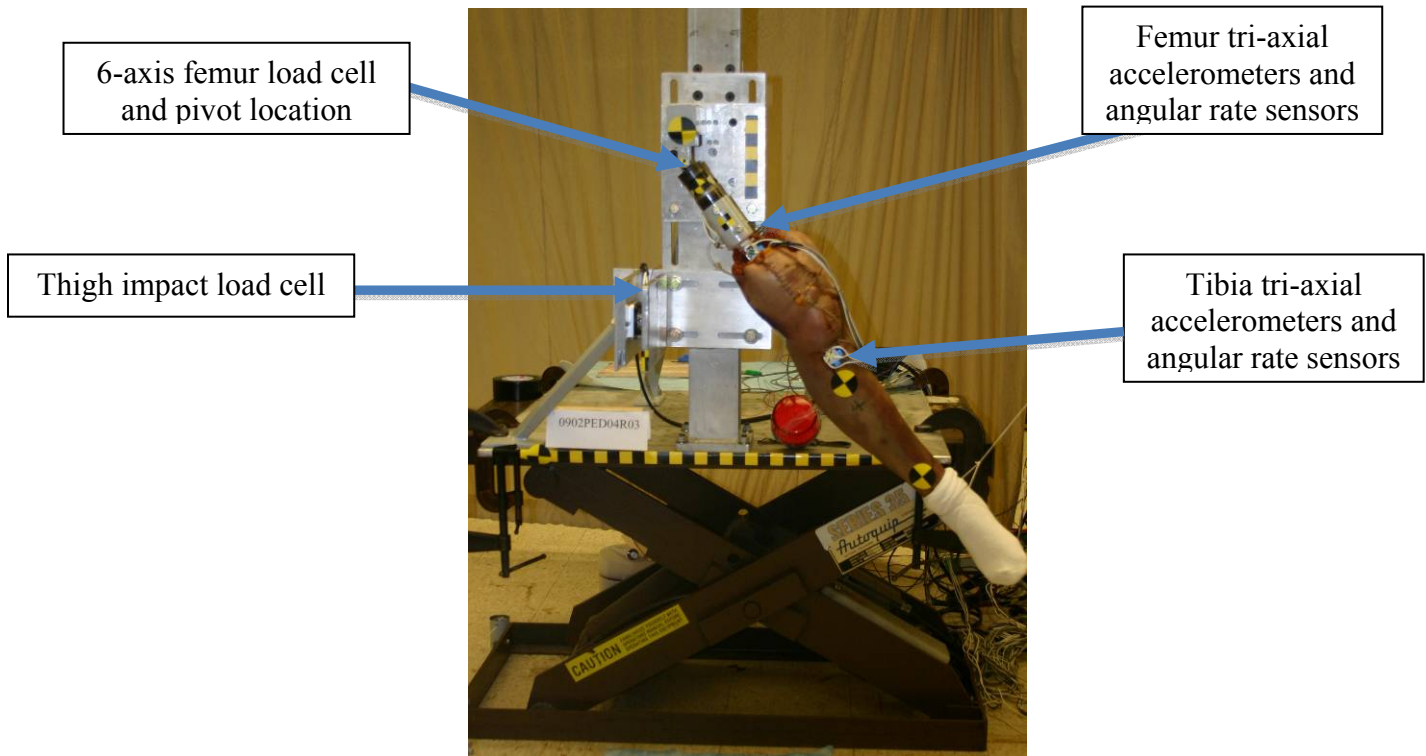 6-axis femur load cell
and pivot location
Femur tri-axial
accelerometers and
angular rate sensors
Thigh impact load cell
Tibia tri-axial
accelerometers and
angular rate sensors
0902PED04R03
SERIES 35
Autoquip
CAUTION